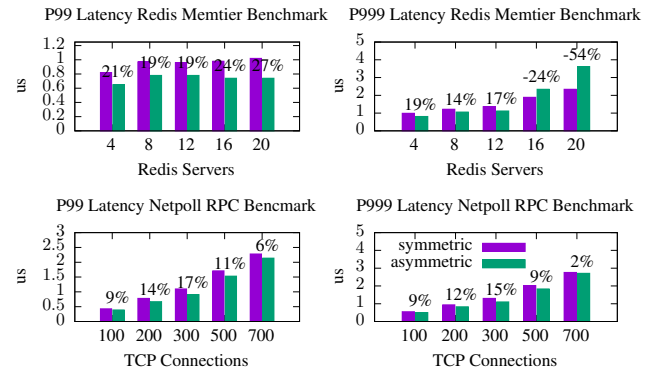 P99 Latency Redis Memtier Benchmark
1.2
1
0.8
0.6
0.4
0.2
0
us
21%
19%
19%
24%
27%
4 8 12 16 20
Redis Servers
P999 Latency Redis Memtier Benchmark
5
4
3
2
1
0
us
19%
14%
17%
-24%
-54%
4 8 12 16 20
Redis Servers
P99 Latency Netpoll RPC Bencmark
3
2.5
2
1.5
1
0.5
0
us
9%
14%
17%
11%
6%
100 200 300 500 700
TCP Connections
P999 Latency Netpoll RPC Benchmark
5
4
3
2
1
0
us
symmetric
asymmetric
9%
12%
15%
9%
2%
100 200 300 500 700
TCP Connections